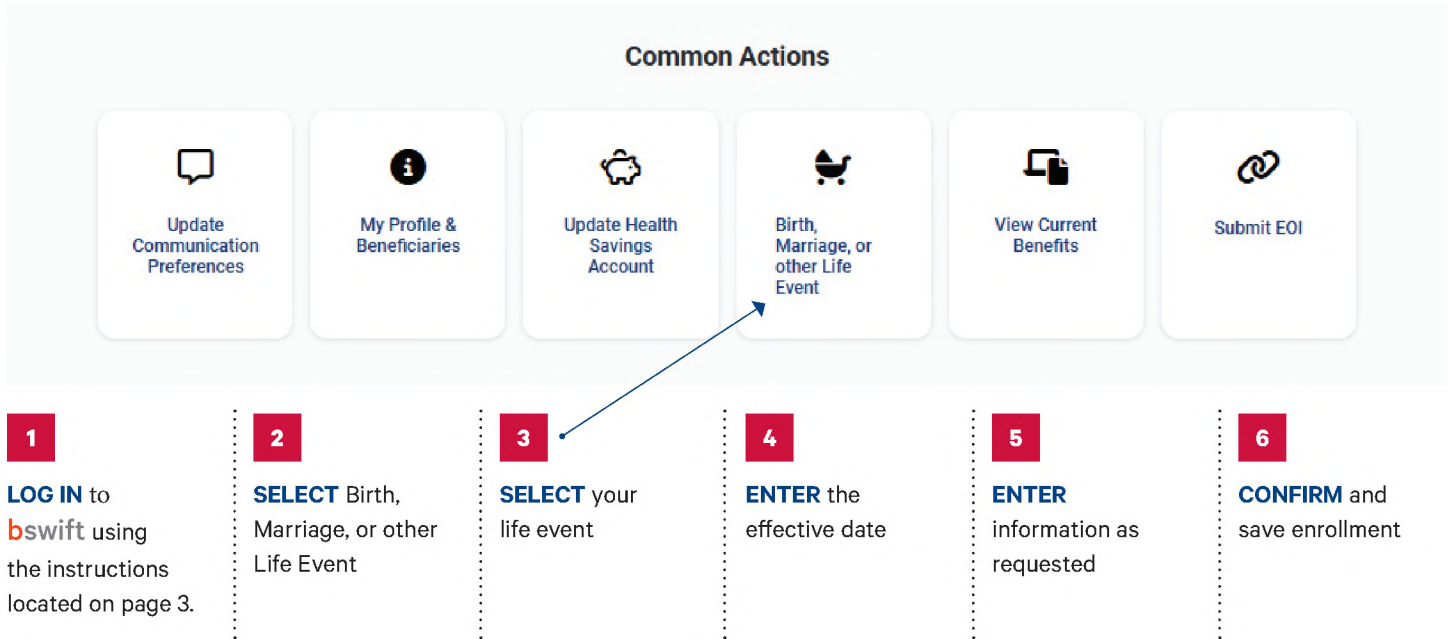 Common Actions
Update
Communication
Preferences
My Profile &
Beneficiaries
Update Health
Savings
Account
Birth,
Marriage, or
other Life
Event
View Current
Benefits
Submit EOI
1
LOG IN to
bswift using
the instructions
located on page 3.
2
SELECT Birth,
Marriage, or other
Life Event
3
SELECT your
life event
4
ENTER the
effective date
5
ENTER
information as
requested
6
CONFIRM and
save enrollment